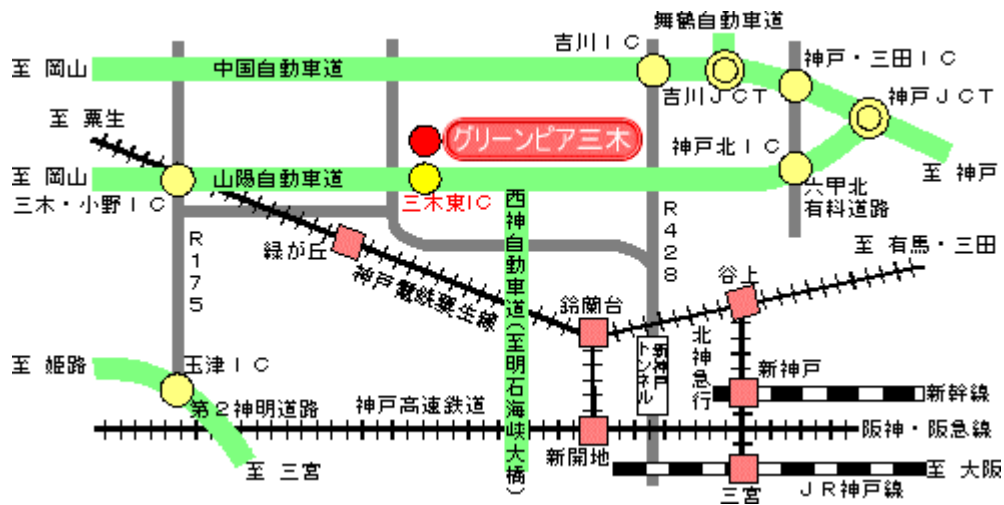 舞鶴自動車道
吉川ＩＣ
神戸・三田ＩＣ
至 岡山
中国自動車道
吉川ＪＣＴ
神戸ＪＣＴ
至 粟生
グリーンピア三木
神戸北ＩＣ
至 神戸
至 岡山
山陽自動車道
三木・小野ＩＣ
三木東IC
六甲北
有料道路
西神自動車道(至明石海峡大橋)
R175
R428
緑が丘
神戸電鉄粟生線
至 有馬・三田
谷上
鈴蘭台
北神急行
新神戸
トンネル
至 姫路
玉津ＩＣ
新神戸
新幹線
第２神明道路
神戸高速鉄道
阪神・阪急線
新開地
至 三宮
至 大阪
三宮
ＪＲ神戸線